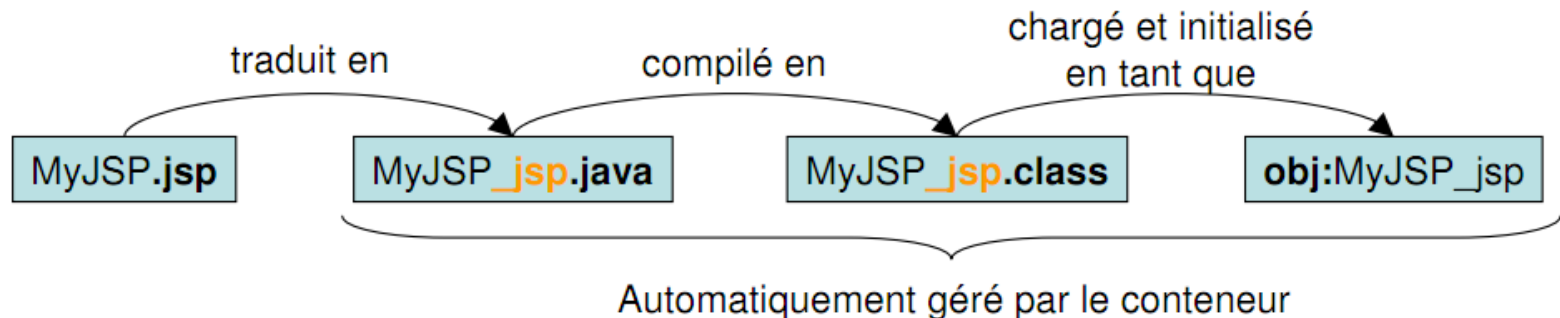 traduit en
compilé en
chargé et initialisé
en tant que
MyJSP.jsp
MyJSP_jsp.java
MyJSP_jsp.class
obj:MyJSP_jsp
Automatiquement géré par le conteneur